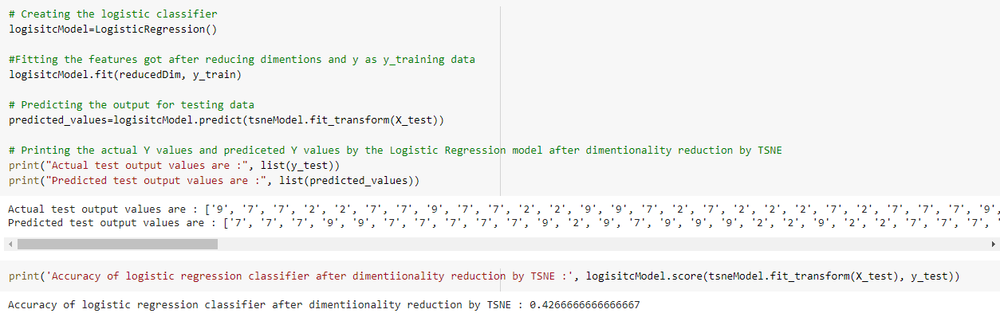 # Creating the logistic classifier
logisitcModel=LogisticRegression()
#Fitting the features got after reducing dimentions and y as y_training data
logisitcModel.fit(reducedDim, y_train)
# Predicting the output for testing data
predicted_values=logisitcModel.predict(tsneModel.fit_transform(X_test))
# Printing the actual Y values and prediceted Y values by the Logistic Regression model after dimentionality reduction by TSNE
print("Actual test output values are :", list(y_test))
print("Predicted test output values are :", list(predicted_values))
Actual test output values are : ['9', '7', '7', '2', '2', '7', '7', '9', '7', '7', '2', '2', '9', '9', '7', '2', '7', '2', '2', '2', '7', '2', '7', '7', '7', '9',
Predicted test output values are : ['7', '7', '7', '9', '9', '7', '7', '7', '7', '7', '9', '2', '9', '7', '9', '9', '9', '2', '2', '9', '2', '2', '7', '7', '7', '
print('Accuracy of logistic regression classifier after dimentiionality reduction by TSNE :', logisitcModel.score(tsneModel.fit_transform(X_test), y_test))
Accuracy of logistic regression classifier after dimentiionality reduction by TSNE : 0.4266666666666667